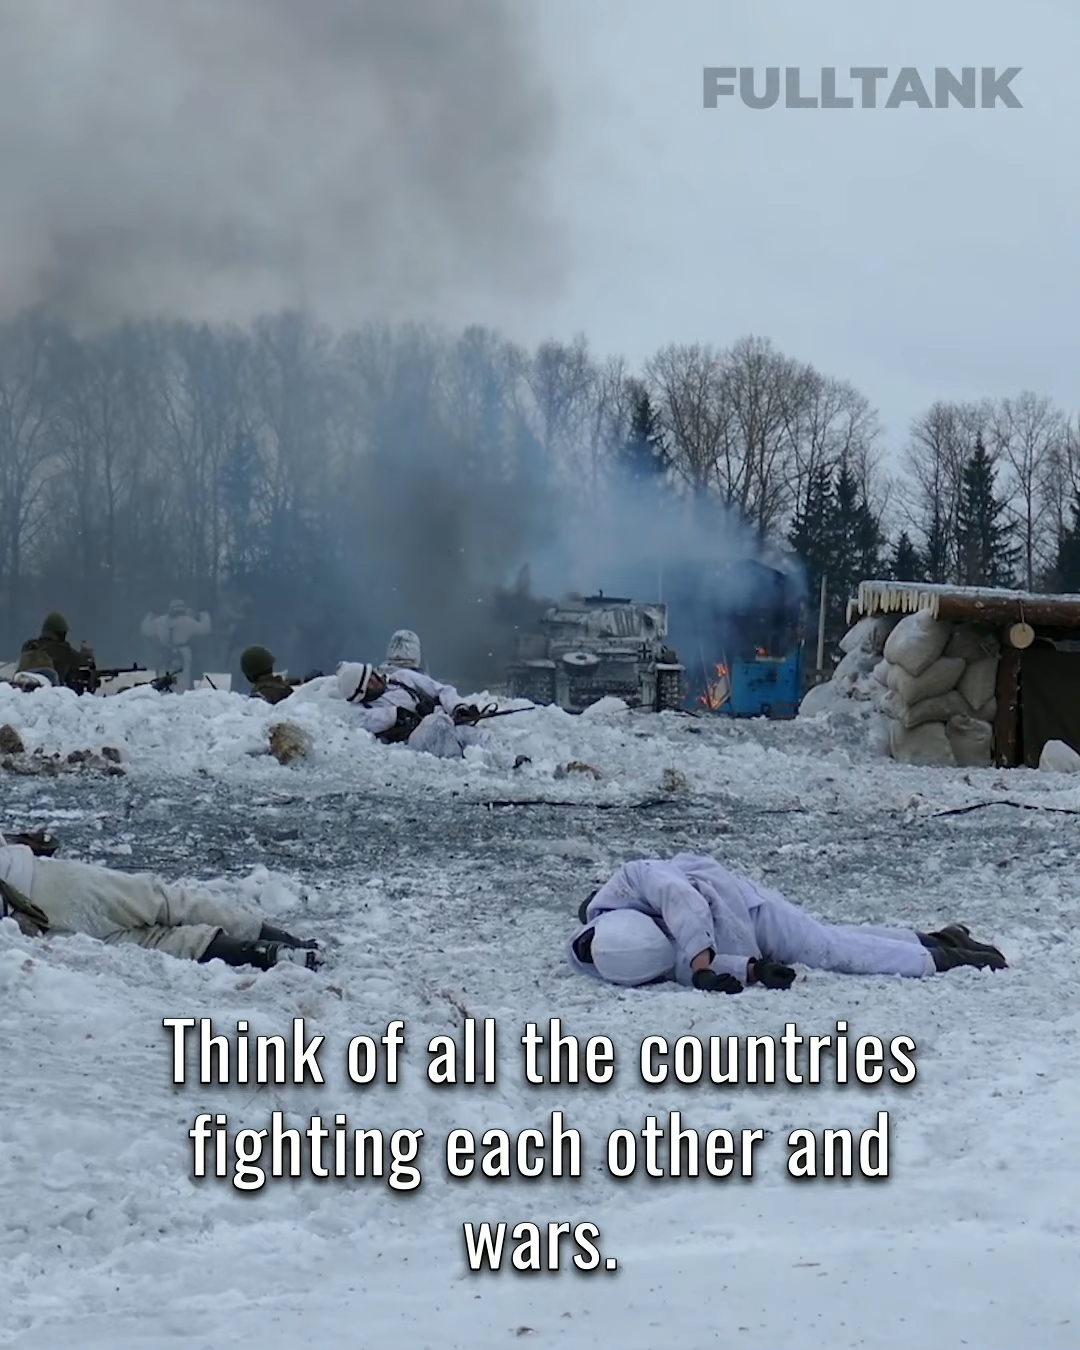 FULLTANK
Think of all the countries
fighting each other and
wars.